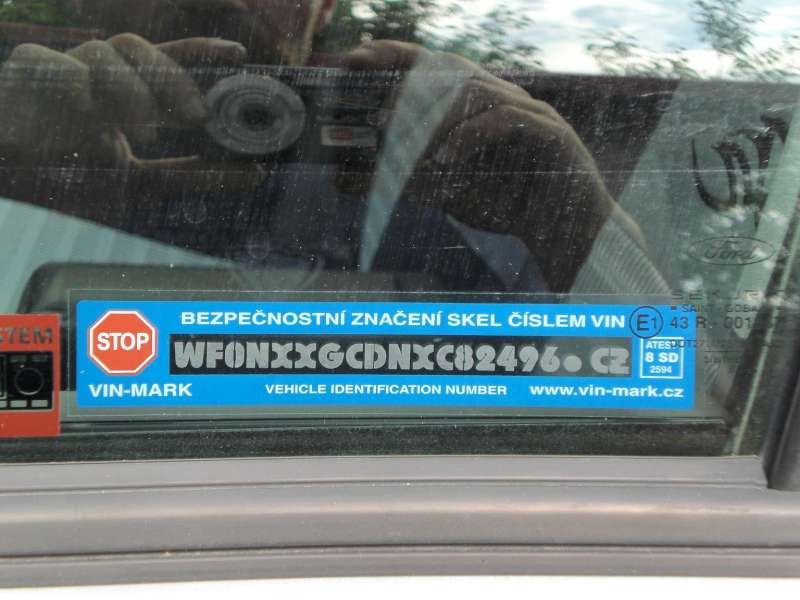 BEZPEČNOSTNÍ ZNAČENÍ SKEL ČÍSLEM VIN
STOP
WF0NXXGCDNXC82496. CZ
ATEST
8 SD
2594
VIN-MARK
VEHICLE IDENTIFICATION NUMBER
www.vin-mark.cz
Ford
E1
43 R - 001